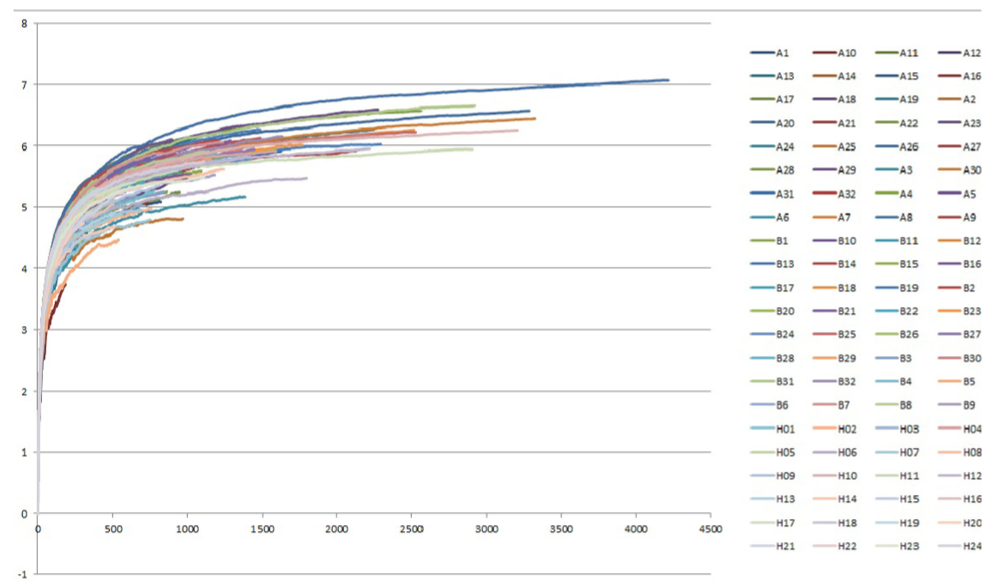 8
7
6
5
4
3
2
1
0
-1
0 500 1000 1500 2000 2500 3000 3500 4000 4500
A1 A10 A11 A12
A13 A14 A15 A16
A17 A18 A19 A2
A20 A21 A22 A23
A24 A25 A26 A27
A28 A29 A3 A30
A31 A32 A4 A5
A6 A7 A8 A9
B1 B10 B11 B12
B13 B14 B15 B16
B17 B18 B19 B2
B20 B21 B22 B23
B24 B25 B26 B27
B28 B29 B3 B30
B31 B32 B4 B5
B6 B7 B8 B9
H01 H02 H03 H04
H05 H06 H07 H08
H09 H10 H11 H12
H13 H14 H15 H16
H17 H18 H19 H20
H21 H22 H23 H24